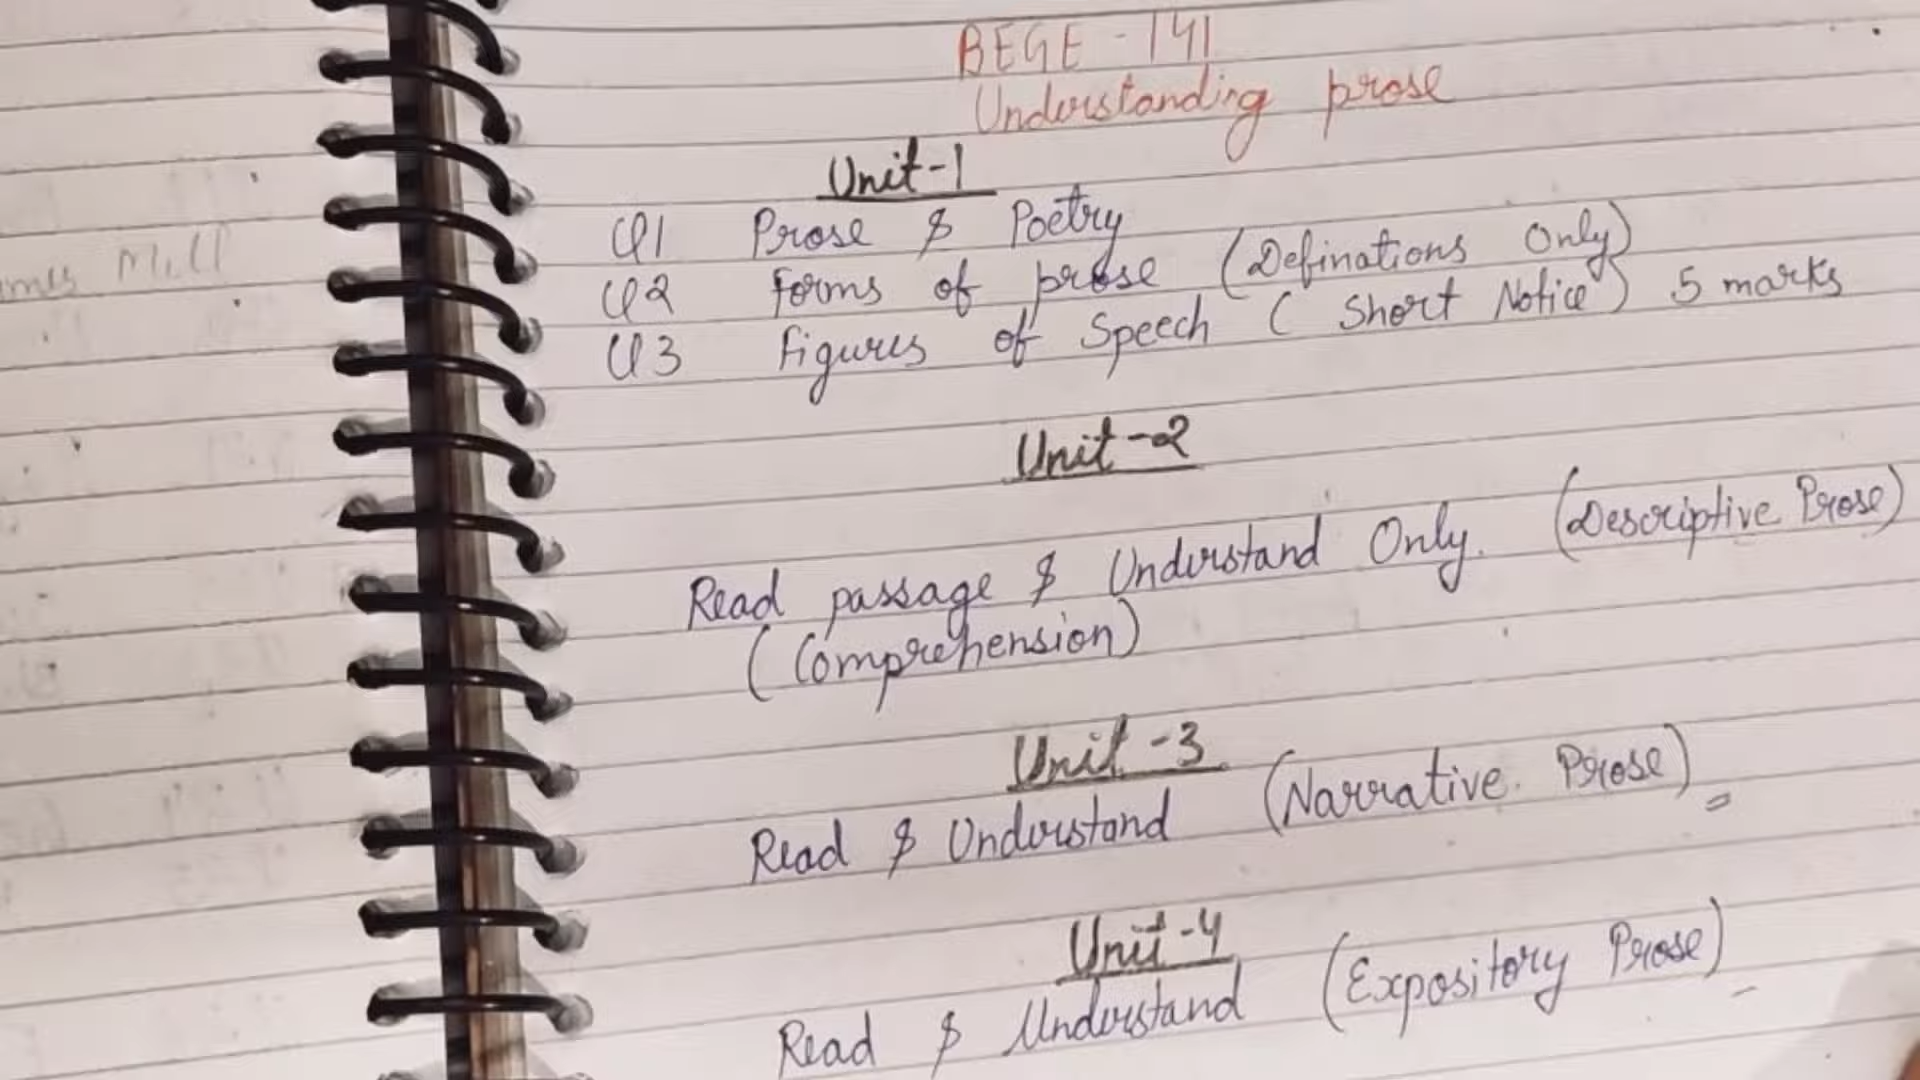 BEGE - 141
Understanding prose
Unit-1
Q1 Prose & Poetry
Q2 Forms of prose (Definations Only)
Q3 Figures of Speech ( Short Notice ) 5 marks
Unit-2
Read passage & Understand Only. (Descriptive Prose)
(Comprehension)
Unit-3
Read & Understand (Narrative. Prose)
Unit-4
Read & Understand (Expository Prose)
Mill